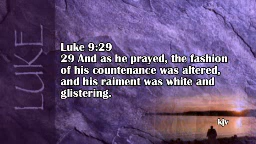 LUKE
Luke 9:29
29 And as he prayed, the fashion
of his countenance was altered,
and his raiment was white and
glistering.
kjv